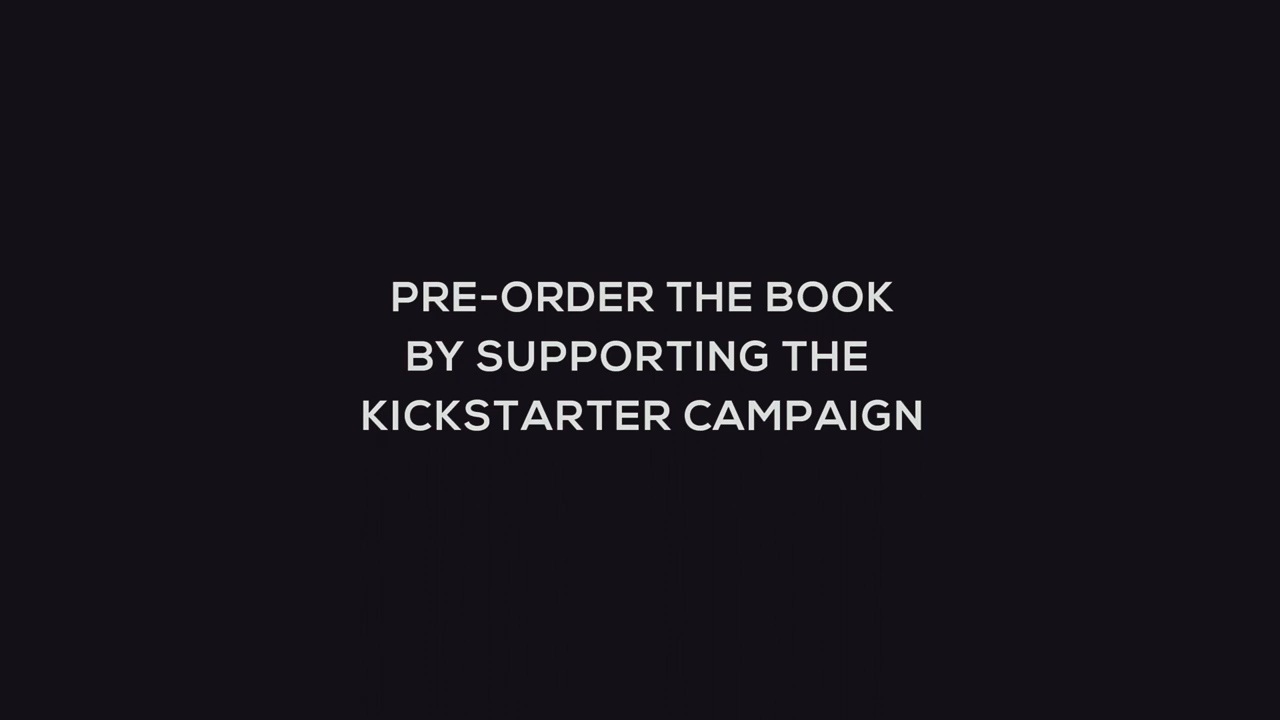 PRE-ORDER THE BOOK
BY SUPPORTING THE
KICKSTARTER CAMPAIGN